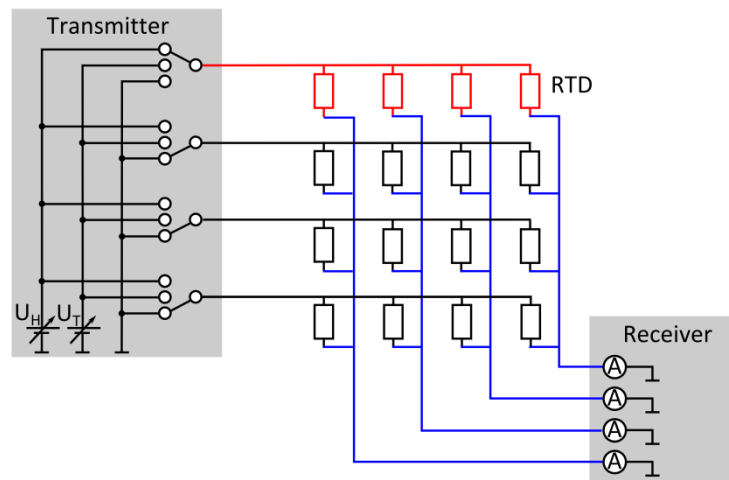 Transmitter
RTD
U_H U_T
Receiver
A
A
A
A